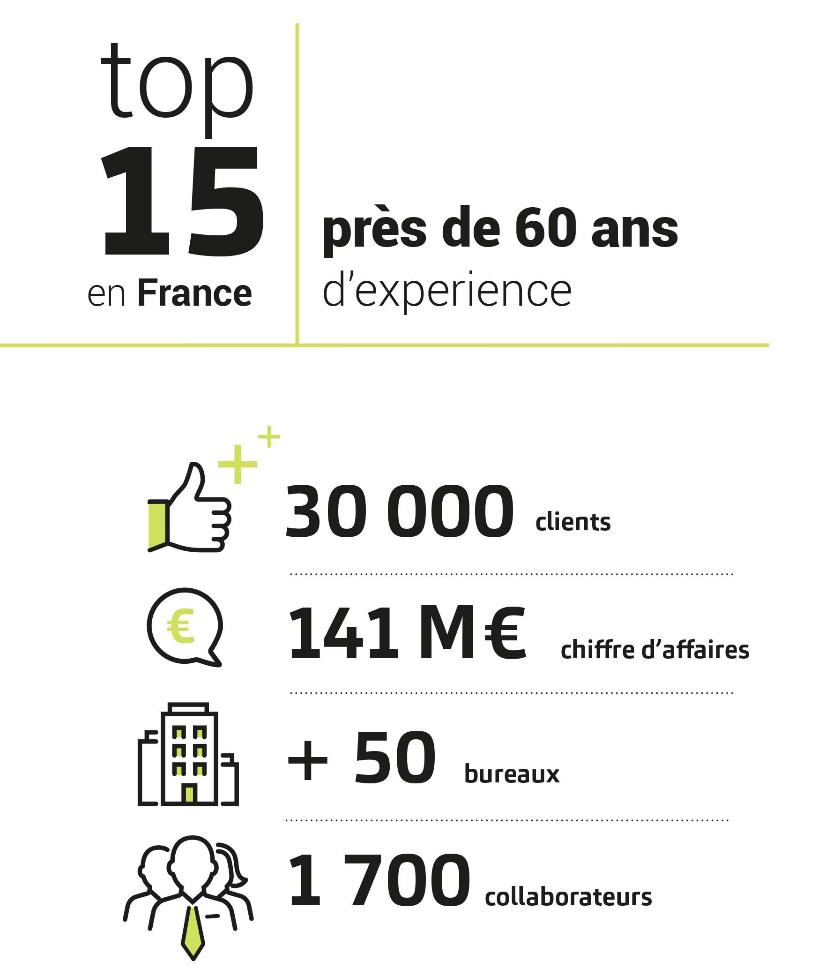 top
15
en France
près de 60 ans
d'experience
30 000 clients
€
141 M€ chiffre d'affaires
+ 50 bureaux
1 700 collaborateurs